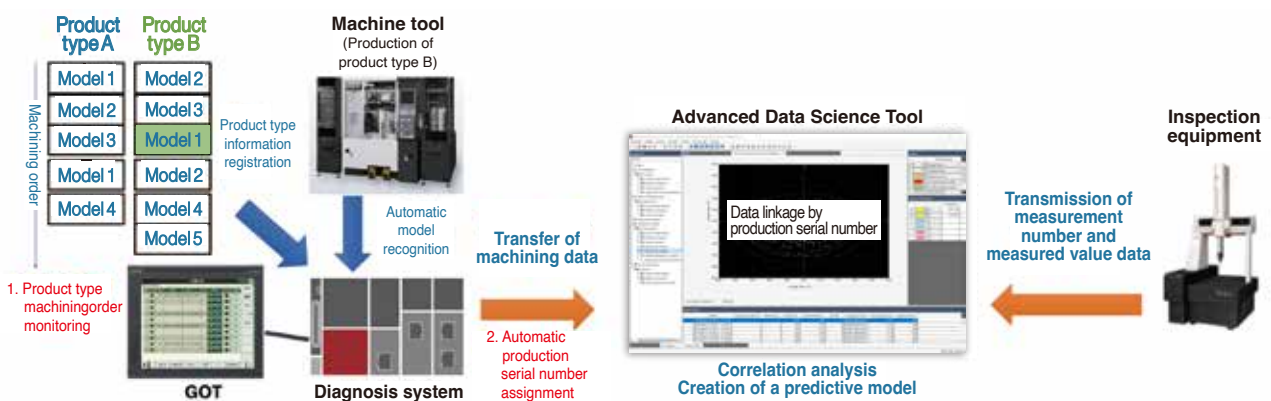 Product
type A
Product
type B
Model 1
Model 2
Model 3
Model 1
Model 4
Model 2
Model 3
Model 1
Model 2
Model 4
Model 5
Machining order
Product type
information
registration
Machine tool
(Production of
product type B)
Automatic
model
recognition
1. Product type
machiningorder
monitoring
GOT
Diagnosis system
Transfer of
machining data
2. Automatic
production
serial number
assignment
Advanced Data Science Tool
Data linkage by
production serial number
Correlation analysis
Creation of a predictive model
Transmission of
measurement
number and
measured value data
Inspection
equipment